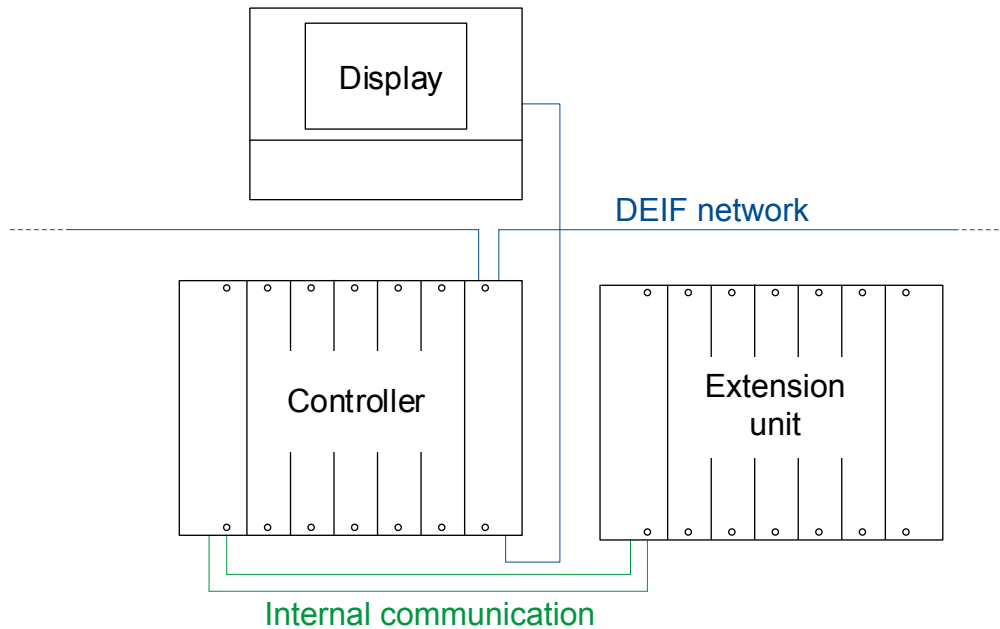 Display
DEIF network
Controller
Extension
unit
Internal communication